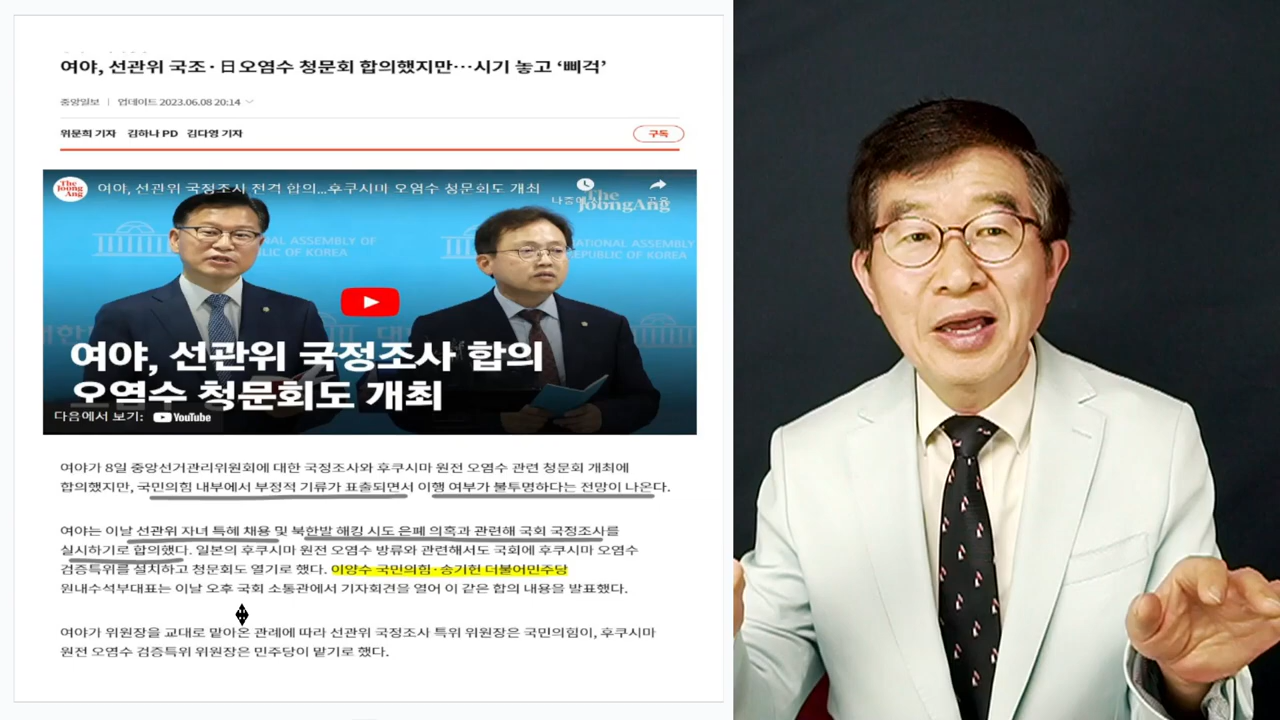 여야, 선관위 국조·日오염수 청문회 합의했지만…시기 놓고 ‘삐걱’
중앙일보 | 업데이트 2023.06.08 20:14
위문희 기자 김하나 PD 김다영 기자
구독
The JoongAng
여야, 선관위 국정조사 전격 합의...후쿠시마 오염수 청문회도 개최
The JoongAng
NAL ASSEMBLY OF
BLIC OF KOREA
NATIONAL ASSEMBLY
REPUBLIC OF KOREA
여야, 선관위 국정조사 합의
오염수 청문회도 개최
다음에서 보기: YouTube
여야가 8일 중앙선거관리위원회에 대한 국정조사와 후쿠시마 원전 오염수 관련 청문회 개최에
합의했지만, 국민의힘 내부에서 부정적 기류가 표출되면서 이행 여부가 불투명하다는 전망이 나온다.
여야는 이날 선관위 자녀 특혜 채용 및 북한발 해킹 시도 은폐 의혹과 관련해 국회 국정조사를
실시하기로 합의했다. 일본의 후쿠시마 원전 오염수 방류와 관련해서도 국회에 후쿠시마 오염수
검증특위를 설치하고 청문회도 열기로 했다. 이양수 국민의힘·송기헌 더불어민주당
원내수석부대표는 이날 오후 국회 소통관에서 기자회견을 열어 이 같은 합의 내용을 발표했다.
여야가 위원장을 교대로 맡아온 관례에 따라 선관위 국정조사 특위 위원장은 국민의힘이, 후쿠시마
원전 오염수 검증특위 위원장은 민주당이 맡기로 했다.